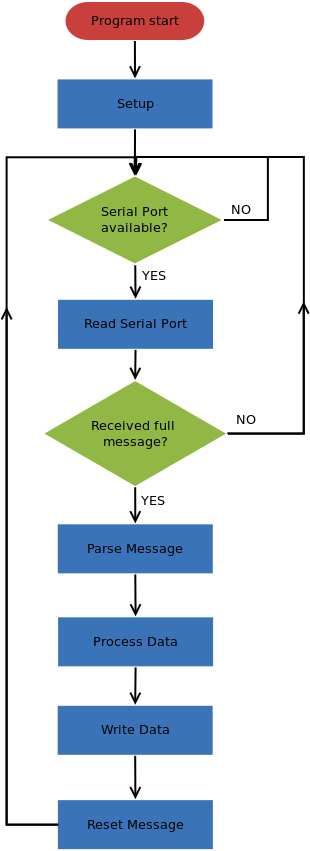 Program start
Setup
Serial Port
available?
NO
YES
Read Serial Port
Received full
message?
NO
YES
Parse Message
Process Data
Write Data
Reset Message